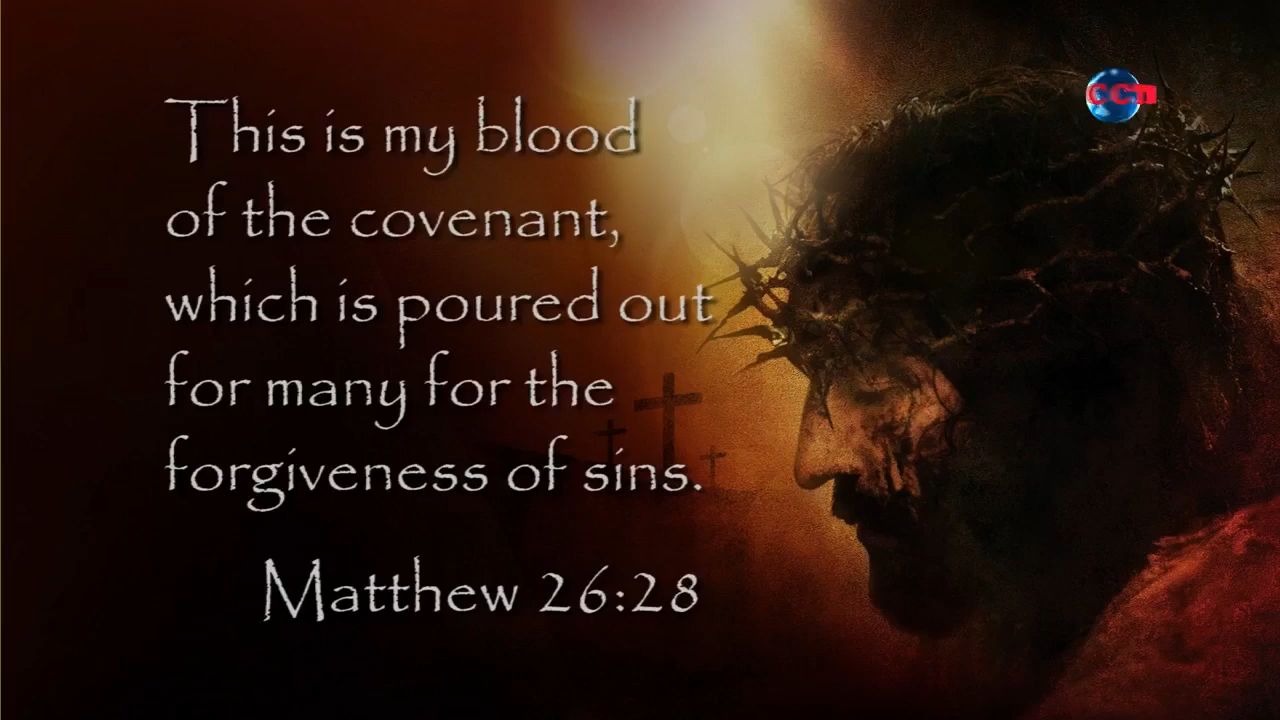 This is my blood
of the covenant,
which is poured out
for many for the
forgiveness of sins.
Matthew 26:28
CCn